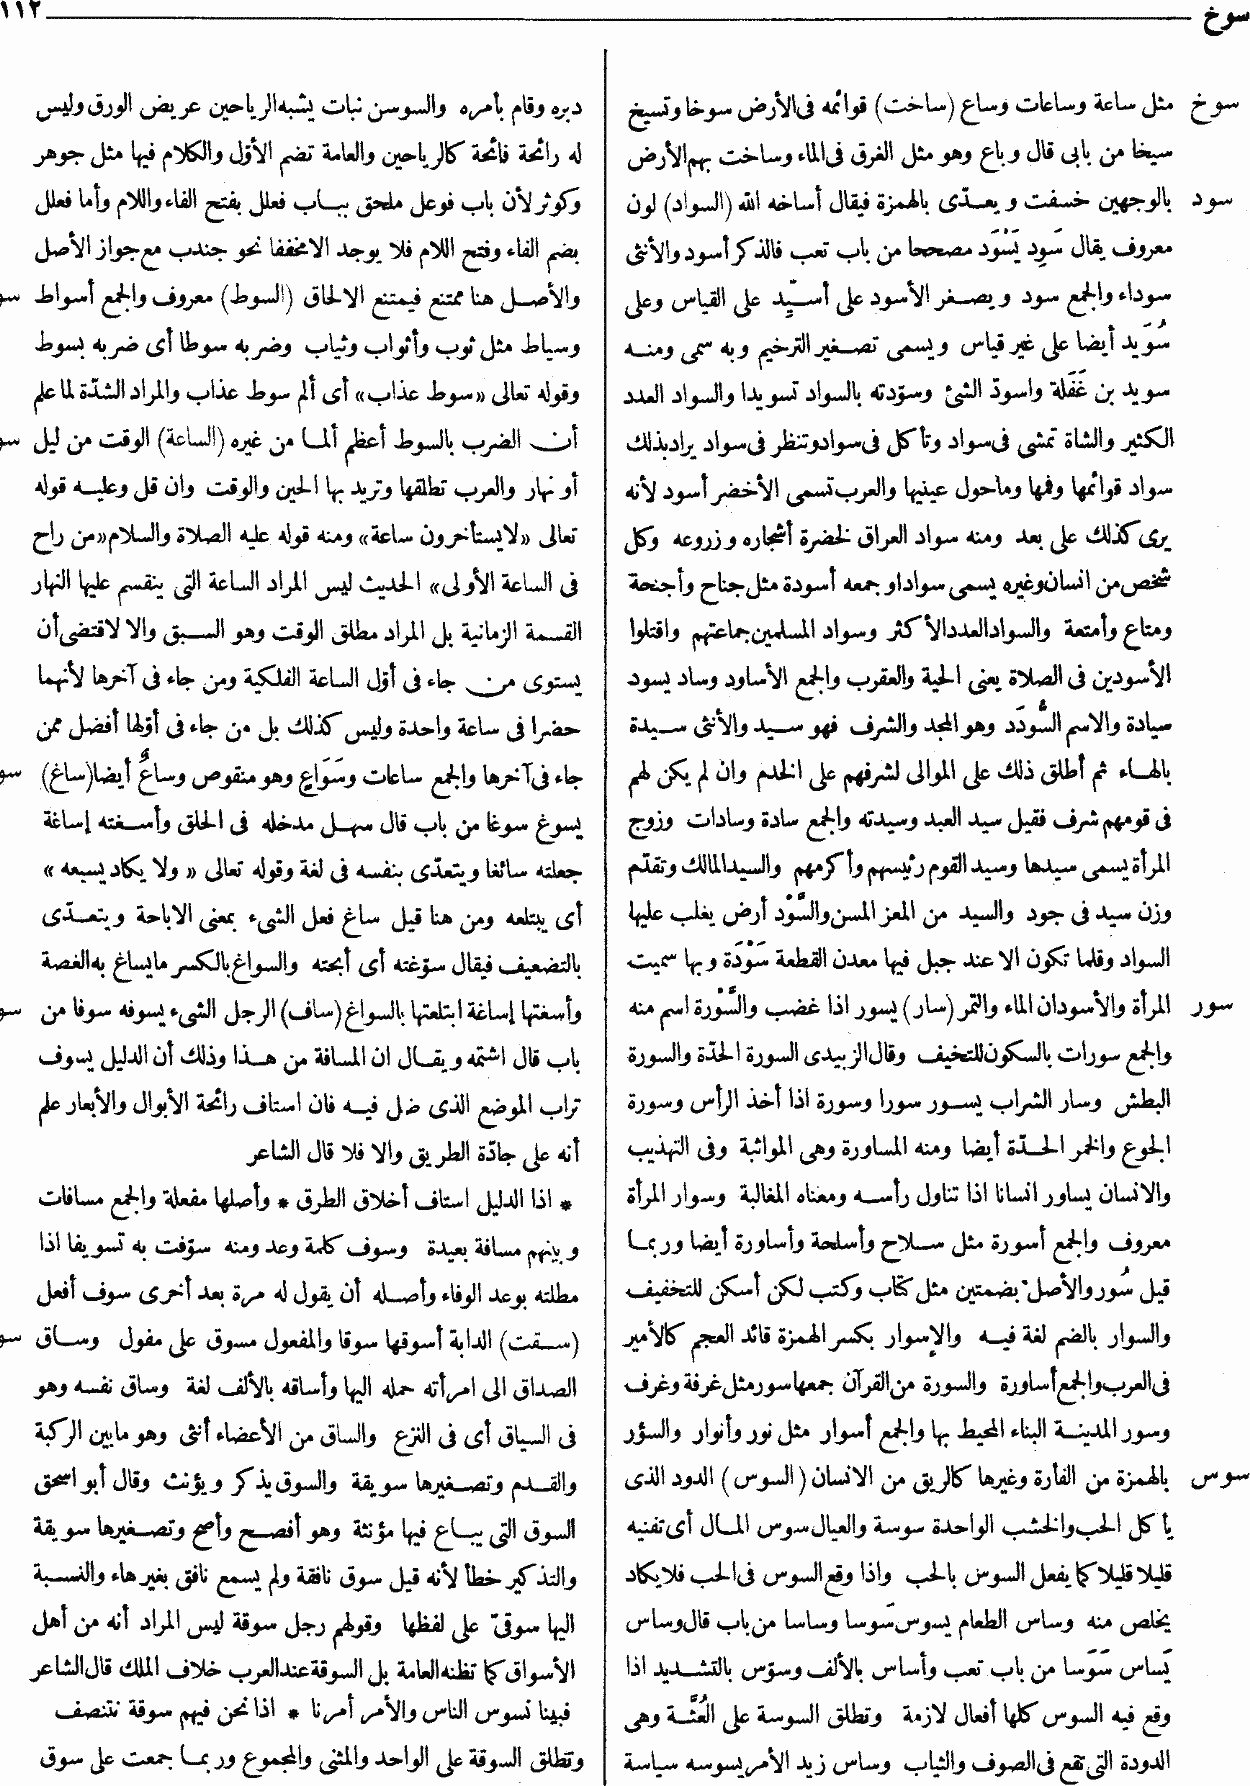 سوخ
١١٢
سوخ
مثل ساعة وساعات وساع (ساخت) قوائمه فى الأرض سوخا وتسيخ
سيخا من بابى قال وباع وهو مثل الغرق فى الماء وساخت بهم الأرض
سود
بالوجهين خسفت ويعدّى بالهمزة فيقال أساخه الله (السواد) لون
معروف يقال سَوِد يَسْوَد مصححا من باب تعب فالذكر أسود والأنثى
سوداء والجمع سود ويصغر الأسود على أسيِّد على القياس وعلى
سُوَيد أيضا على غير قياس ويسمى تصغير الترخيم وبه سمى ومنه
سويد بن غَفَلة واسودّ الشئ وسوّدته بالسواد تسويدا والسواد العدد
الكثير والشاة تمشى فى سواد وتأكل فى سواد وتنظر فى سواد يراد بذلك
سواد قوائمها وفمها وماحول عينيها والعرب تسمى الأخضر أسود لأنه
يرى كذلك على بعد ومنه سواد العراق لخضرة أشجاره وزروعه وكل
شخص من انسان وغيره يسمى سوادا وجمعه أسودة مثل جناح وأجنحة
ومتاع وأمتعة والسواد العدد الأكثر وسواد المسلمين جماعتهم واقتلوا
الأسودين فى الصلاة يعنى الحية والعقرب والجمع الأساود وساد يسود
سيادة والاسم السُّودَد وهو المجد والشرف فهو سيد والأنثى سيدة
بالهاء ثم أطلق ذلك على الموالى لشرفهم على الخدم وان لم يكن لهم
فى قومهم شرف فقيل سيد العبد وسيدته والجمع سادة وسادات وزوج
المرأة يسمى سيدها وسيد القوم رئيسهم وأكرمهم والسيد المالك وتقدّم
وزن سيد فى جود والسيد من المعز المسن والسَّوْد أرض يغلب عليها
السواد وقلما تكون الا عند جبل فيها معدن القطعة سَوْدَة وبها سميت
سور
المرأة والأسودان الماء والتمر (سار) يسور اذا غضب والسَّوْرة اسم منه
والجمع سورات بالسكون للتخيف وقال الزبيدى السورة الحدّة والسورة
البطش وسار الشراب يسور سورا وسورة اذا أخذ الرأس وسورة
الجوع والخمر الحدّة أيضا ومنه المساورة وهى المواثبة وفى التهذيب
والانسان يساور انسانا اذا تناول رأسه ومعناه المغالبة وسوار المرأة
معروف والجمع أسورة مثل سلاح وأسلحة وأساورة أيضا وربما
قيل سُور والأصل بضمتين مثل كتاب وكتب لكن أسكن للتخفيف
والسوار بالضم لغة فيه والإسوار بكسر الهمزة قائد العجم كالأمير
فى العرب والجمع أساورة والسورة من القرآن جمعها سور مثل غرفة وغرف
وسور المدينة البناء المحيط بها والجمع أسوار مثل نور وأنوار والسؤر
سوس
بالهمزة من الفأرة وغيرها كالريق من الانسان (السوس) الدود الذى
يأكل الحب والخشب الواحدة سوسة والعيال سوس المال أى تفنيه
قليلا قليلا كما يفعل السوس بالحب واذا وقع السوس فى الحب فلا يكاد
يخلص منه وساس الطعام يسوس سَوسا وساسا من باب قال وساس
يَساس سَوَسا من باب تعب وأساس بالألف وسوّس بالتشديد اذا
وقع فيه السوس كلها أفعال لازمة وتطلق السوسة على العُثَّة وهى
الدودة التى تقع فى الصوف والثياب وساس زيد الأمر يسوسه سياسة
دبره وقام بأمره والسوسن نبات يشبه الرياحين عريض الورق وليس
له رائحة فائحة كالرياحين والعامة تضم الأوّل والكلام فيها مثل جوهر
وكوثر لأن باب فوعل ملحق بباب فعلل بفتح الفاء واللام وأما فعلل
بضم الفاء وفتح اللام فلا يوجد الا مخففا نحو جندب مع جواز الأصل
والأصل هنا ممتنع فيمتنع الالحاق (السوط) معروف والجمع أسواط
سو
وسياط مثل ثوب وأثواب وثياب وضربه سوطا أى ضربه بسوط
وقوله تعالى «سوط عذاب» أى ألم سوط عذاب والمراد الشدّة لما علم
أن الضرب بالسوط أعظم ألما من غيره (الساعة) الوقت من ليل
سو
أو نهار والعرب تطلقها وتريد بها الحين والوقت وان قل وعليه قوله
تعالى «لايستأخرون ساعة» ومنه قوله عليه الصلاة والسلام «من راح
فى الساعة الأولى» الحديث ليس المراد الساعة التى ينقسم عليها النهار
القسمة الزمانية بل المراد مطلق الوقت وهو السبق والا لاقتضى أن
يستوى من جاء فى أوّل الساعة الفلكية ومن جاء فى آخرها لأنهما
حضرا فى ساعة واحدة وليس كذلك بل من جاء فى أوّلها أفضل ممن
جاء فى آخرها والجمع ساعات وسَوَاعٍ وهو منقوص وساعٌ أيضا (ساغ)
سو
يسوغ سوغا من باب قال سهل مدخله فى الحلق وأسغته إساغة
جعلته سائغا ويتعدّى بنفسه فى لغة وقوله تعالى « ولا يكاد يسيغه »
أى يبتلعه ومن هنا قيل ساغ فعل الشىء بمعنى الاباحة ويتعدّى
بالتضعيف فيقال سوّغته أى أبحته والسواغ بالكسر مايساغ به الغصة
وأسغتها إساغة ابتلعتها بالسواغ (ساف) الرجل الشىء يسوفه سوفا من
سو
باب قال اشتمه ويقال ان المسافة من هذا وذلك أن الدليل يسوف
تراب الموضع الذى ضل فيه فان استاف رائحة الأبوال والأبعار علم
أنه على جادّة الطريق والا فلا قال الشاعر
* اذا الدليل استاف أخلاق الطرق * وأصلها مفعلة والجمع مسافات
وبينهم مسافة بعيدة وسوف كلمة وعد ومنه سوّفت به تسويفا اذا
مطلته بوعد الوفاء وأصله أن يقول له مرة بعد أخرى سوف أفعل
(سقت) الدابة أسوقها سوقا والمفعول مسوق على مفول وساق
سو
الصداق الى امرأته حمله اليها وأساقه بالألف لغة وساق نفسه وهو
فى السياق أى فى النزع والساق من الأعضاء أنثى وهو مابين الركبة
والقدم وتصغيرها سويقة والسوق يذكر ويؤنث وقال أبو اسحق
السوق التى يباع فيها مؤنثة وهو أفصح وأصح وتصغيرها سويقة
والتذكير خطأ لأنه قيل سوق نافقة ولم يسمع نافق بغير هاء والنسبة
اليها سوقىّ على لفظها وقولهم رجل سوقة ليس المراد أنه من أهل
الأسواق كما تظنه العامة بل السوقة عند العرب خلاف الملك قال الشاعر
فبينا نسوس الناس والأمر أمرنا * اذا نحن فيهم سوقة نتنصف
وتطلق السوقة على الواحد والمثنى والمجموع وربما جمعت على سوق